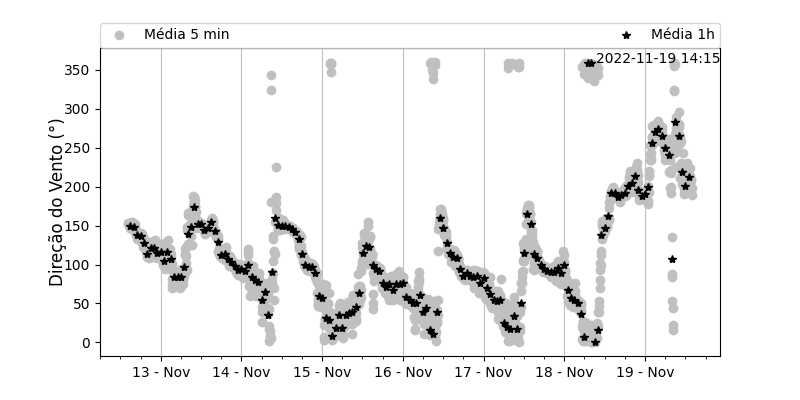 Média 5 min
Média 1h
2022-11-19 14:15
Direção do Vento (°)
350
300
250
200
150
100
50
0
13 - Nov
14 - Nov
15 - Nov
16 - Nov
17 - Nov
18 - Nov
19 - Nov